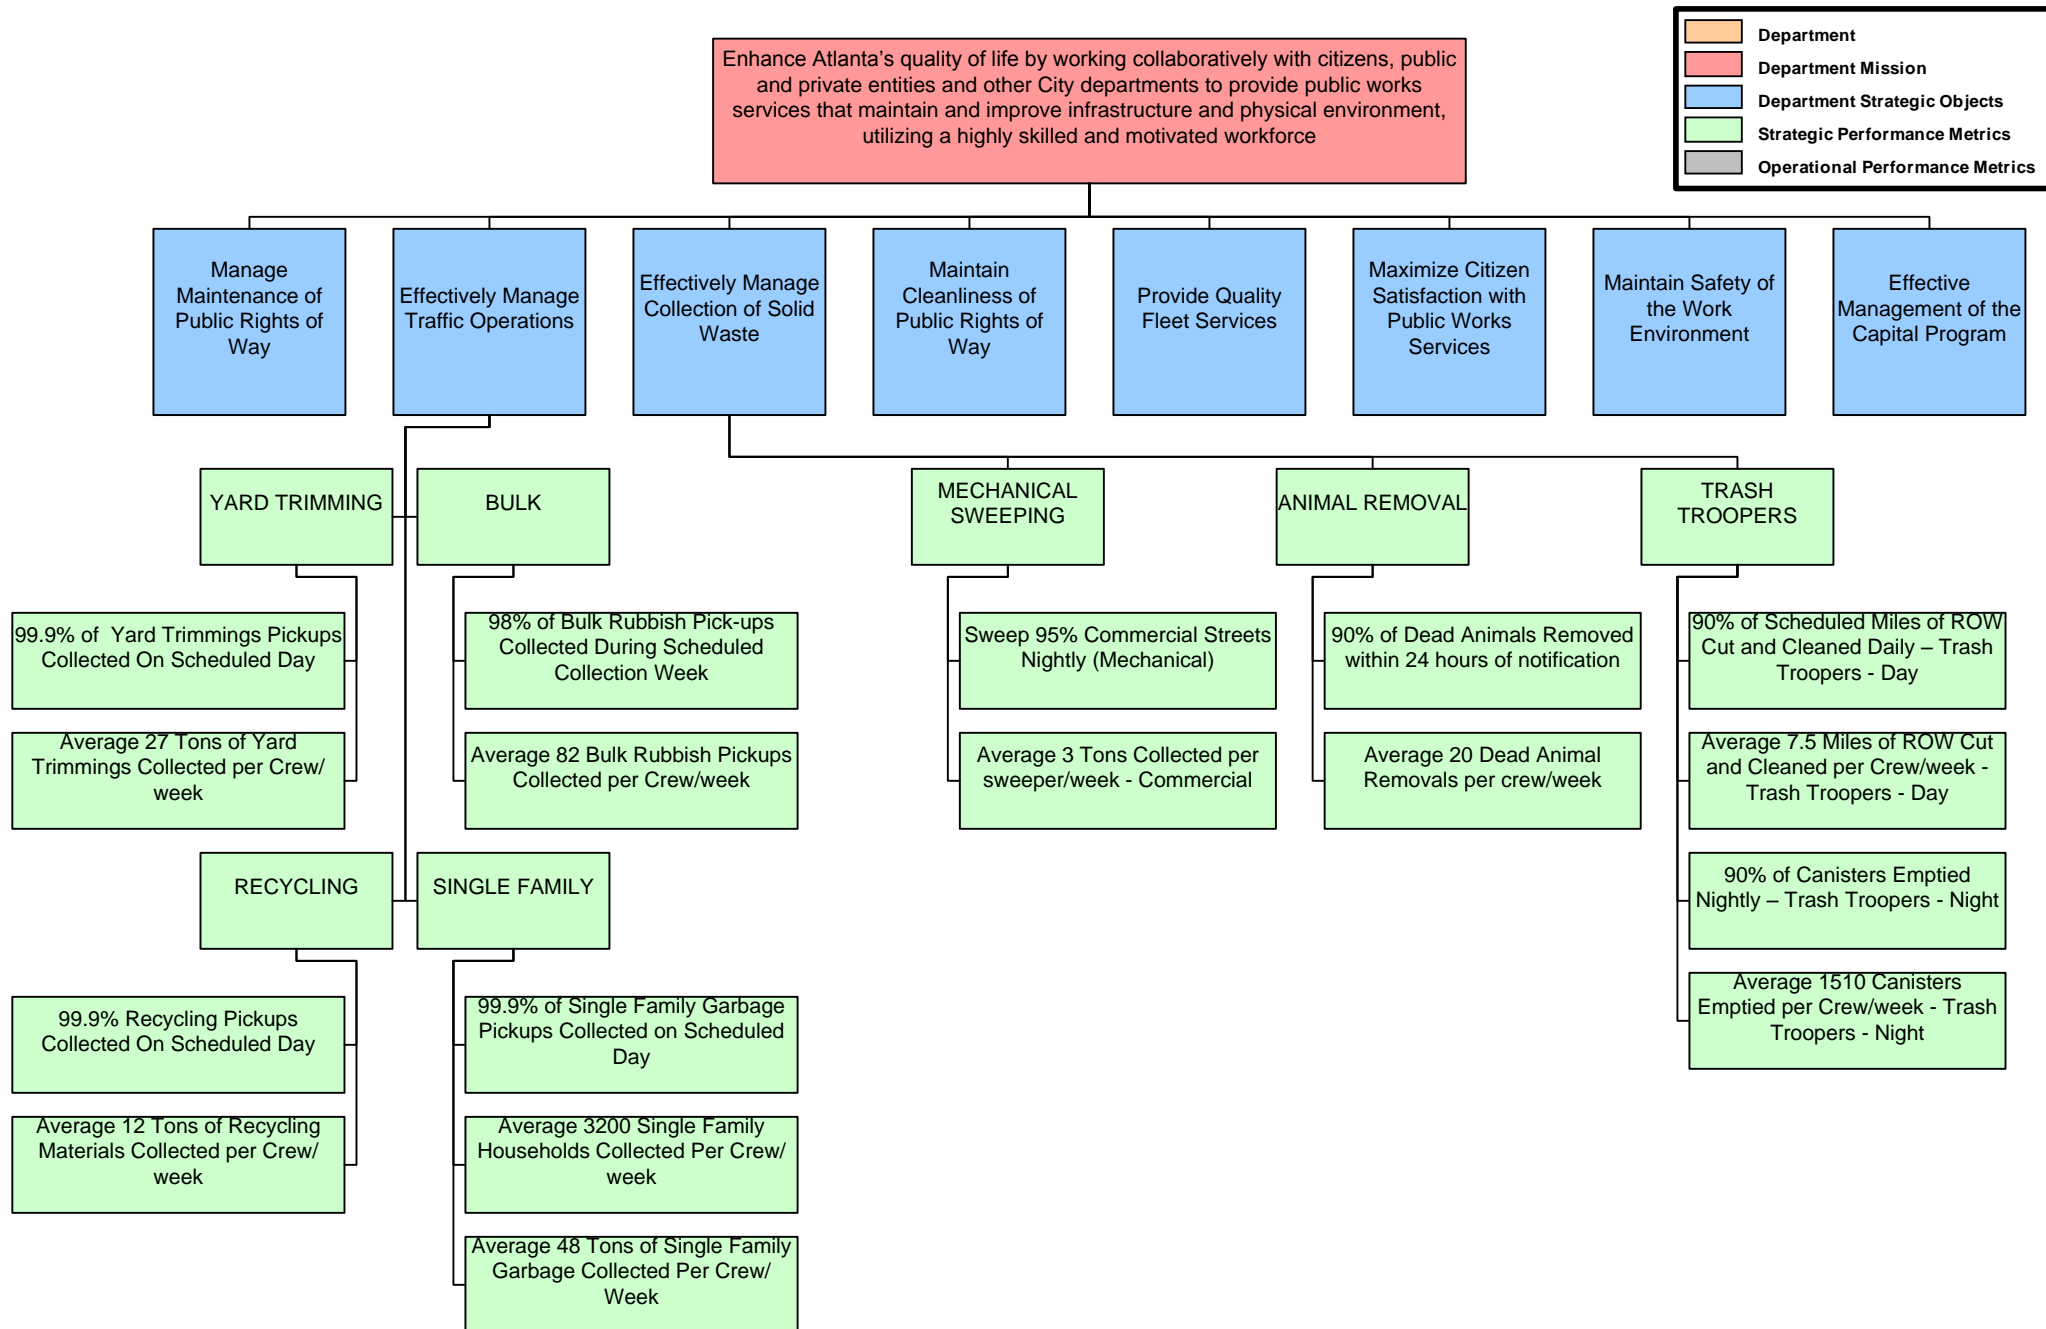 Department
Department Mission
Department Strategic Objects
Strategic Performance Metrics
Operational Performance Metrics
Enhance Atlanta’s quality of life by working collaboratively with citizens, public
and private entities and other City departments to provide public works
services that maintain and improve infrastructure and physical environment,
utilizing a highly skilled and motivated workforce
Manage
Maintenance of
Public Rights of
Way
Effectively Manage
Traffic Operations
Effectively Manage
Collection of Solid
Waste
Maintain
Cleanliness of
Public Rights of
Way
Provide Quality
Fleet Services
Maximize Citizen
Satisfaction with
Public Works
Services
Maintain Safety of
the Work
Environment
Effective
Management of the
Capital Program
YARD TRIMMING
BULK
MECHANICAL
SWEEPING
ANIMAL REMOVAL
TRASH
TROOPERS
99.9% of  Yard Trimmings Pickups
Collected On Scheduled Day
98% of Bulk Rubbish Pick-ups
Collected During Scheduled
Collection Week
Sweep 95% Commercial Streets
Nightly (Mechanical)
90% of Dead Animals Removed
within 24 hours of notification
90% of Scheduled Miles of ROW
Cut and Cleaned Daily – Trash
Troopers - Day
Average 27 Tons of Yard
Trimmings Collected per Crew/
week
Average 82 Bulk Rubbish Pickups
Collected per Crew/week
Average 3 Tons Collected per
sweeper/week - Commercial
Average 20 Dead Animal
Removals per crew/week
Average 7.5 Miles of ROW Cut
and Cleaned per Crew/week -
Trash Troopers - Day
RECYCLING
SINGLE FAMILY
90% of Canisters Emptied
Nightly – Trash Troopers - Night
99.9% Recycling Pickups
Collected On Scheduled Day
99.9% of Single Family Garbage
Pickups Collected on Scheduled
Day
Average 1510 Canisters
Emptied per Crew/week - Trash
Troopers - Night
Average 12 Tons of Recycling
Materials Collected per Crew/
week
Average 3200 Single Family
Households Collected Per Crew/
week
Average 48 Tons of Single Family
Garbage Collected Per Crew/
Week